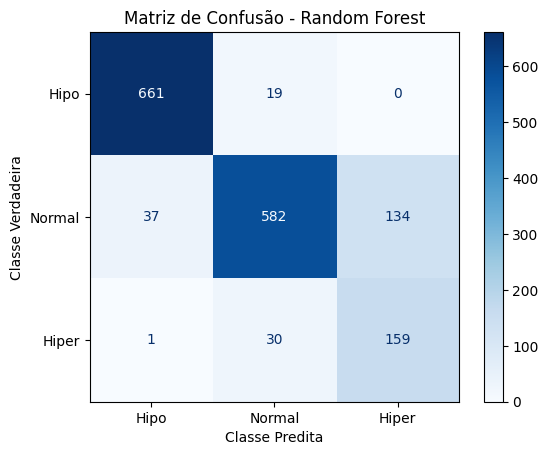 Matriz de Confusão - Random Forest
Classe Verdadeira
Hipo 661 19 0
Normal 37 582 134
Hiper 1 30 159
Hipo Normal Hiper
Classe Predita
600
500
400
300
200
100
0